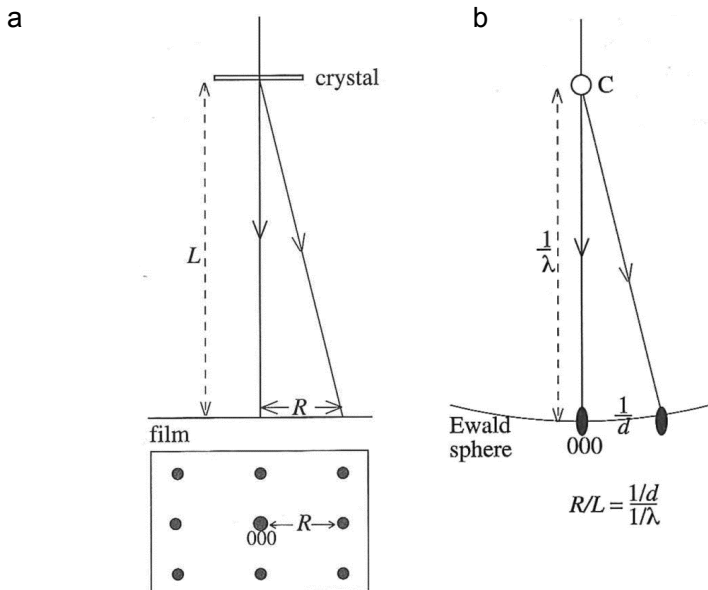 a
crystal
L
R
film
R
000
b
C
1/λ
1/d
Ewald
sphere
000
R/L = (1/d)/(1/λ)